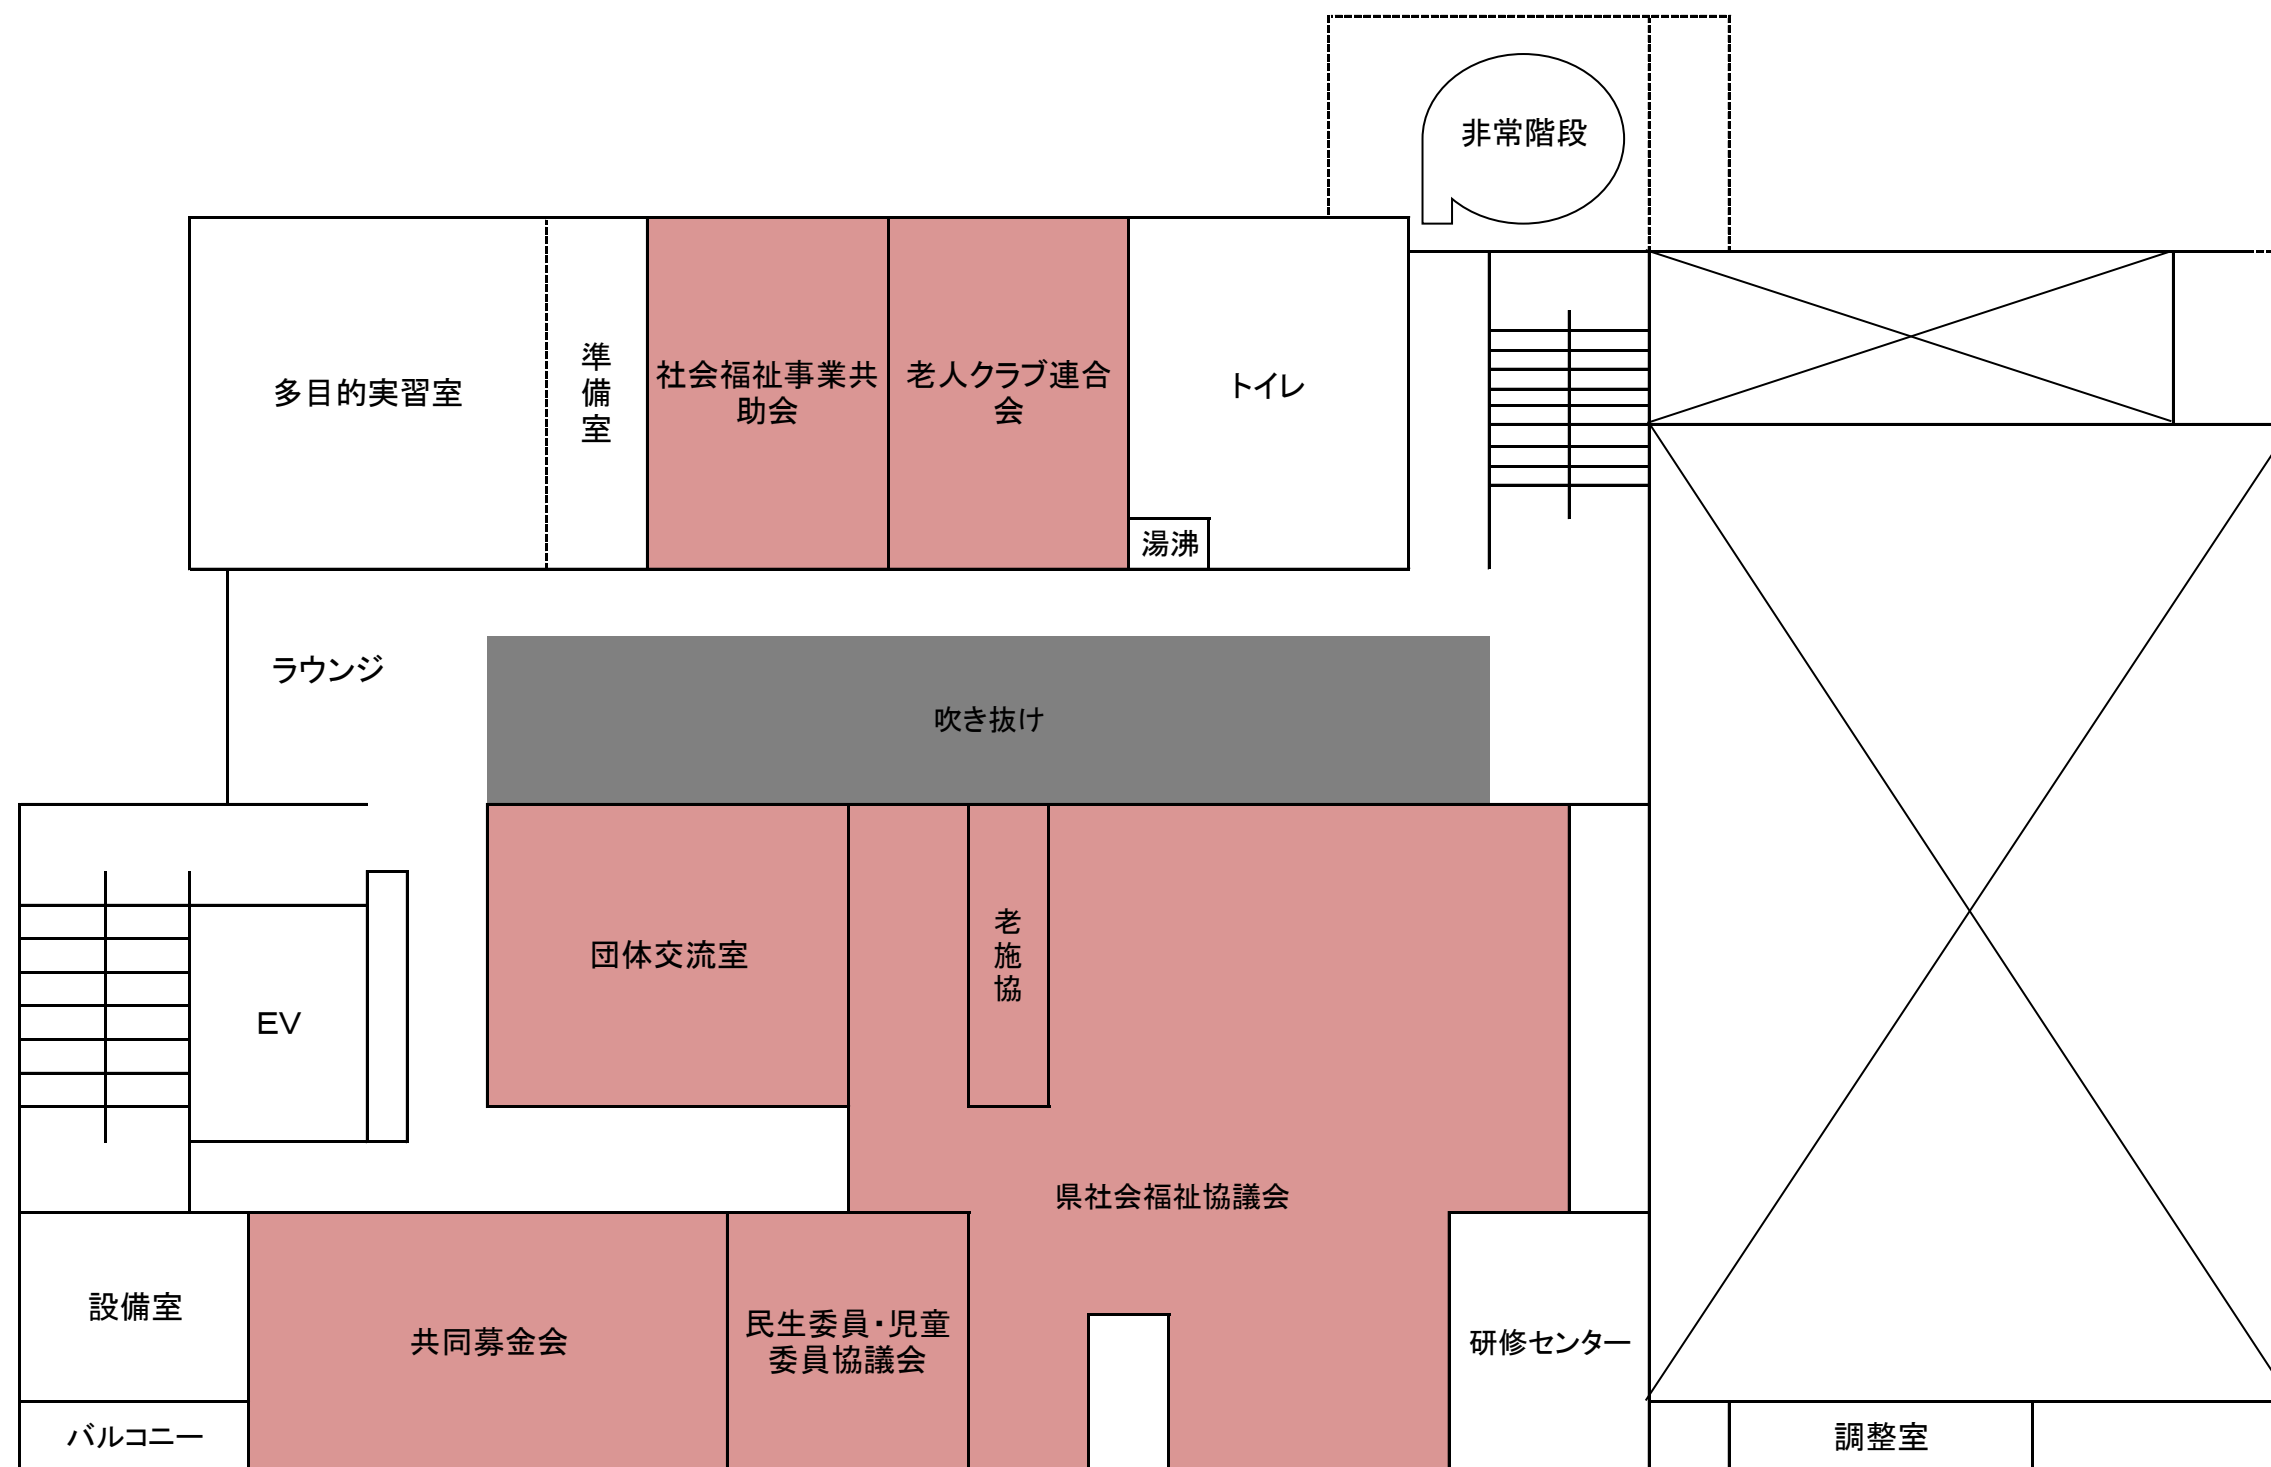 非常階段
多目的実習室
準
備
室
社会福祉事業共
助会
老人クラブ連合
会
トイレ
湯沸
ラウンジ
吹き抜け
団体交流室
老
施
協
EV
県社会福祉協議会
設備室
共同募金会
民生委員・児童
委員協議会
研修センター
バルコニー
調整室